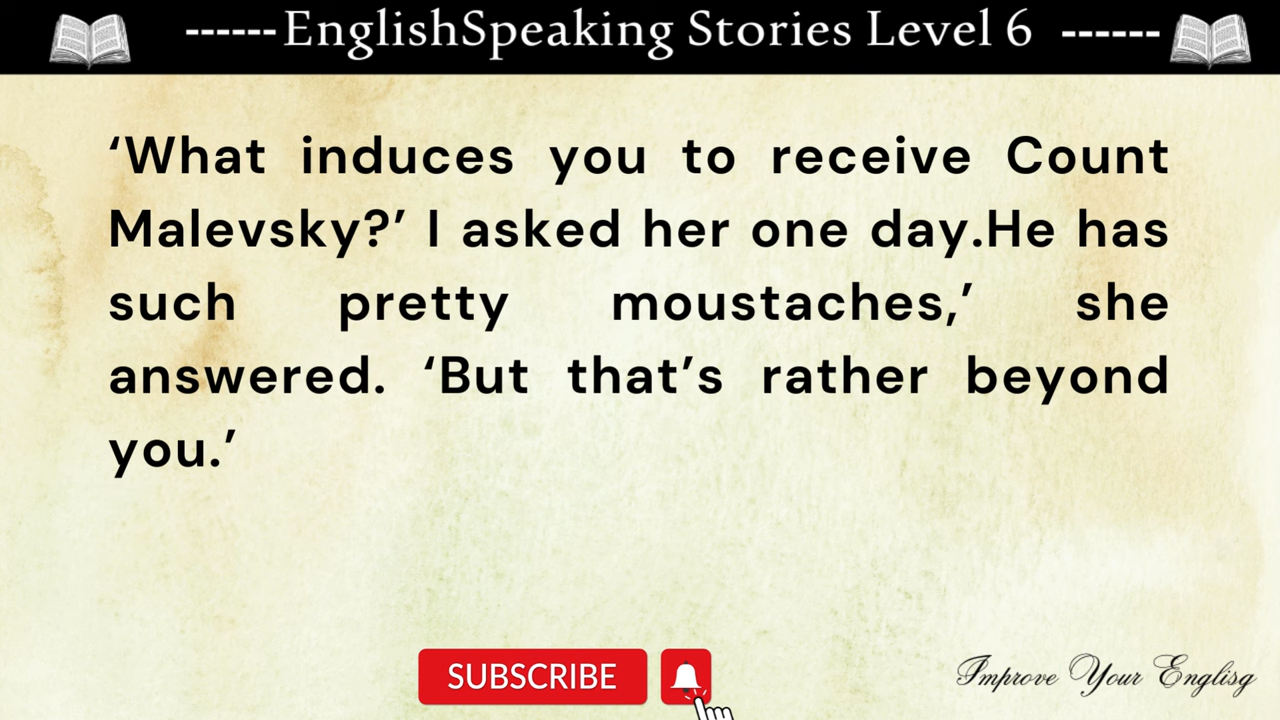 ------EnglishSpeaking Stories Level 6 ------
‘What induces you to receive Count
Malevsky?’ I asked her one day.He has
such pretty moustaches,’ she
answered. ‘But that’s rather beyond
you.’
SUBSCRIBE
Improve Your Englisg